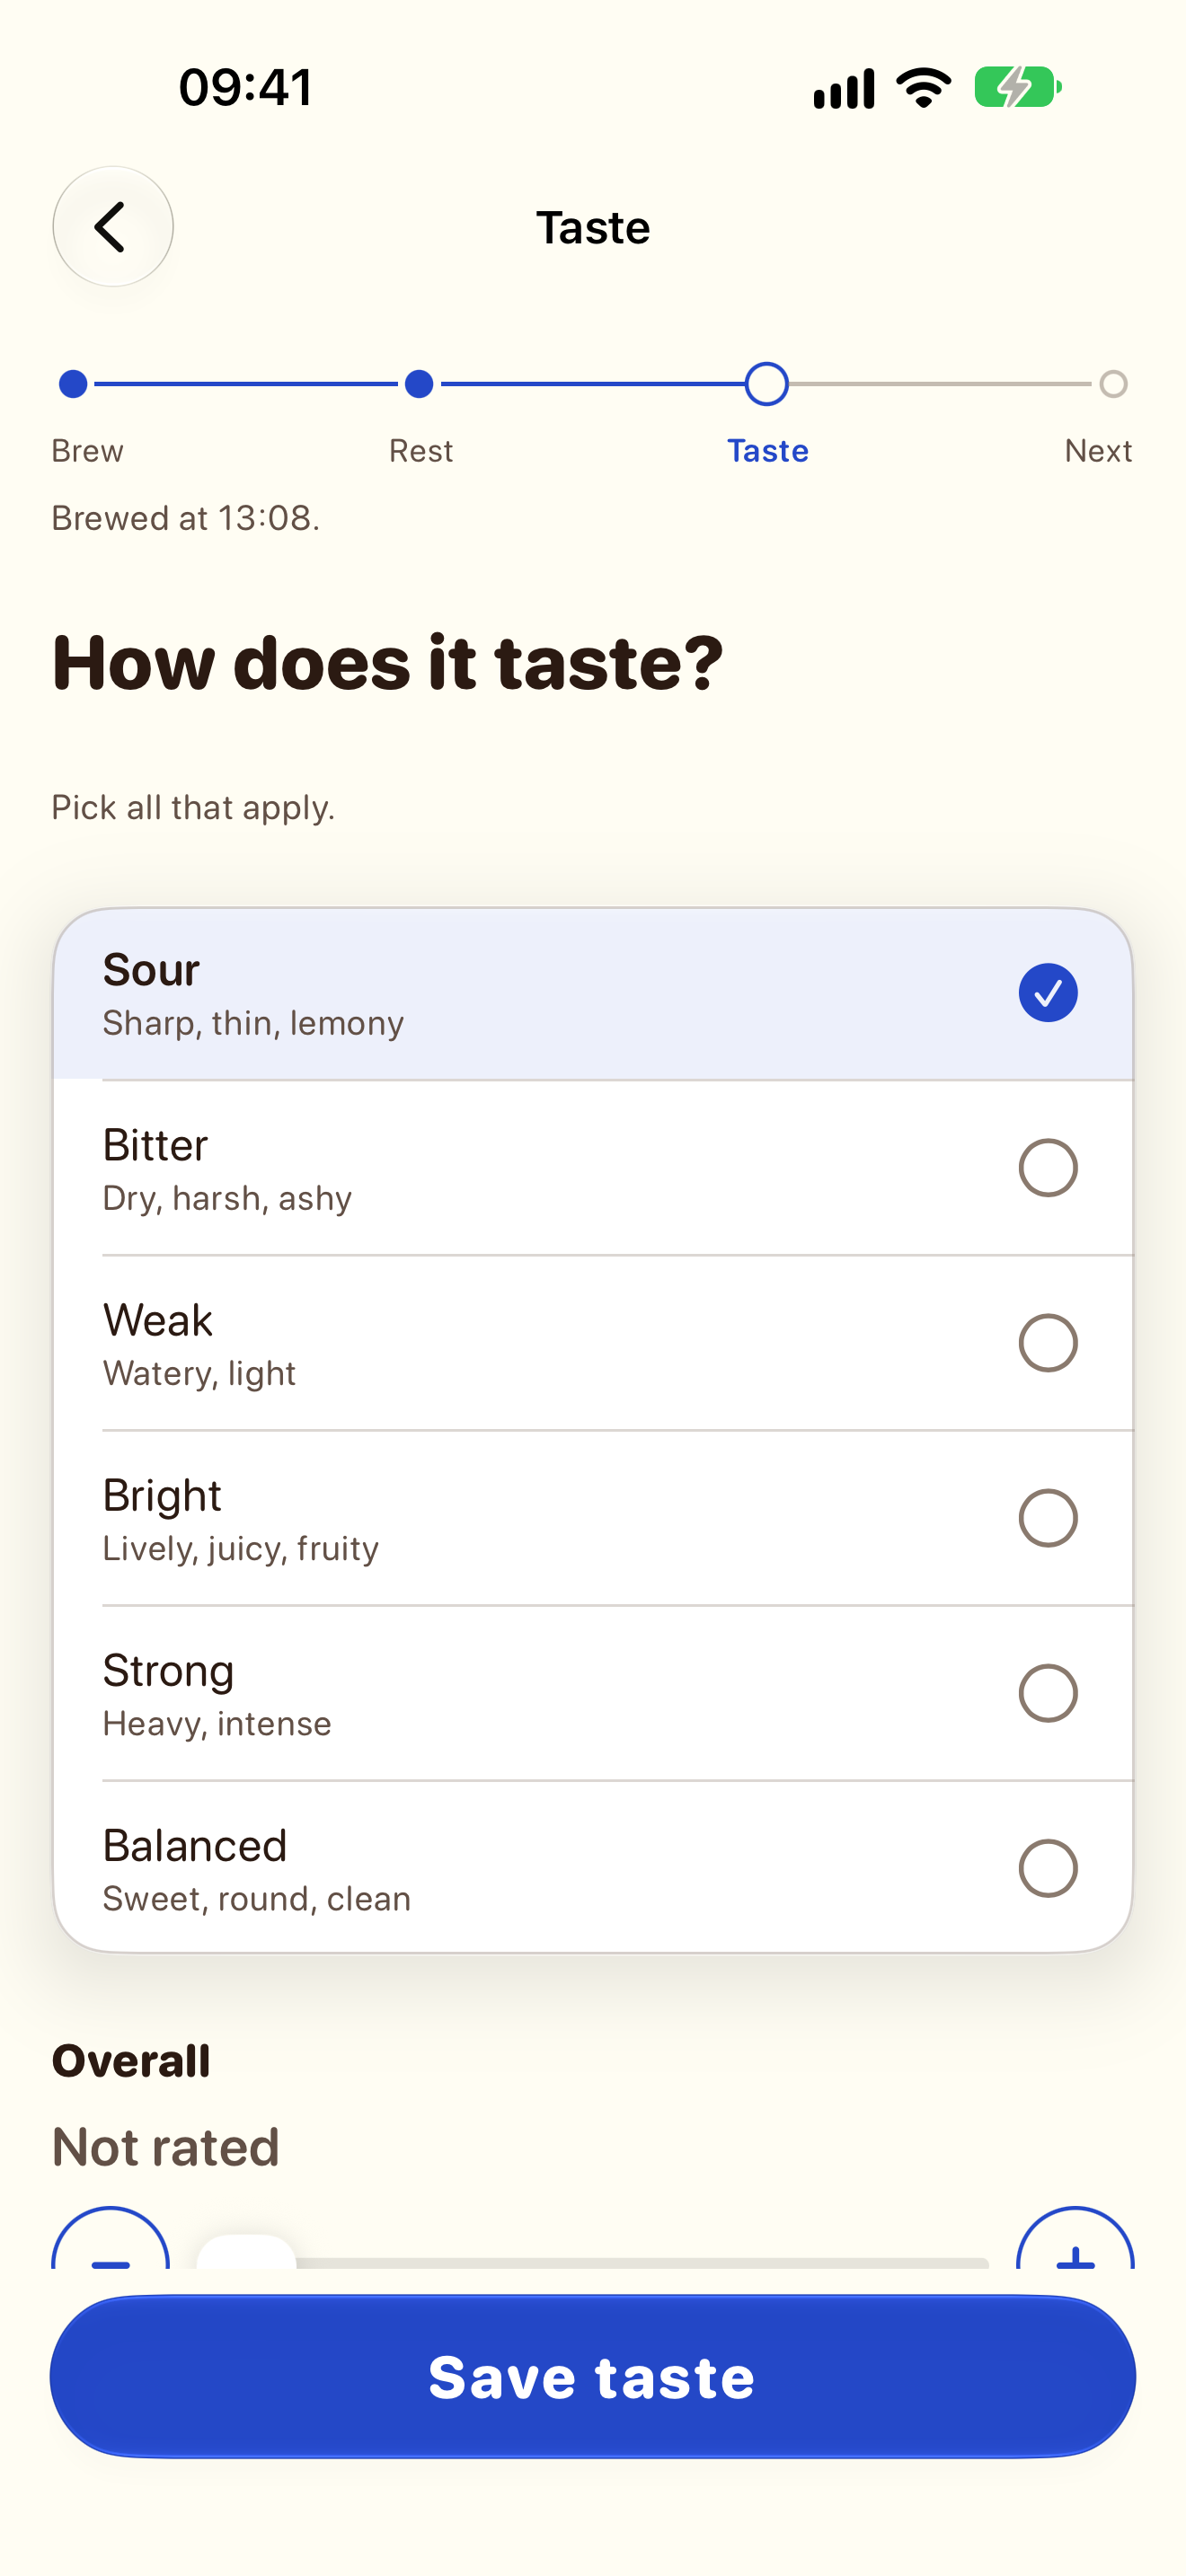 09:41
Taste
Brew Rest Taste Next
Brewed at 13:08.
How does it taste?
Pick all that apply.
Sour
Sharp, thin, lemony
Bitter
Dry, harsh, ashy
Weak
Watery, light
Bright
Lively, juicy, fruity
Strong
Heavy, intense
Balanced
Sweet, round, clean
Overall
Not rated
Save taste